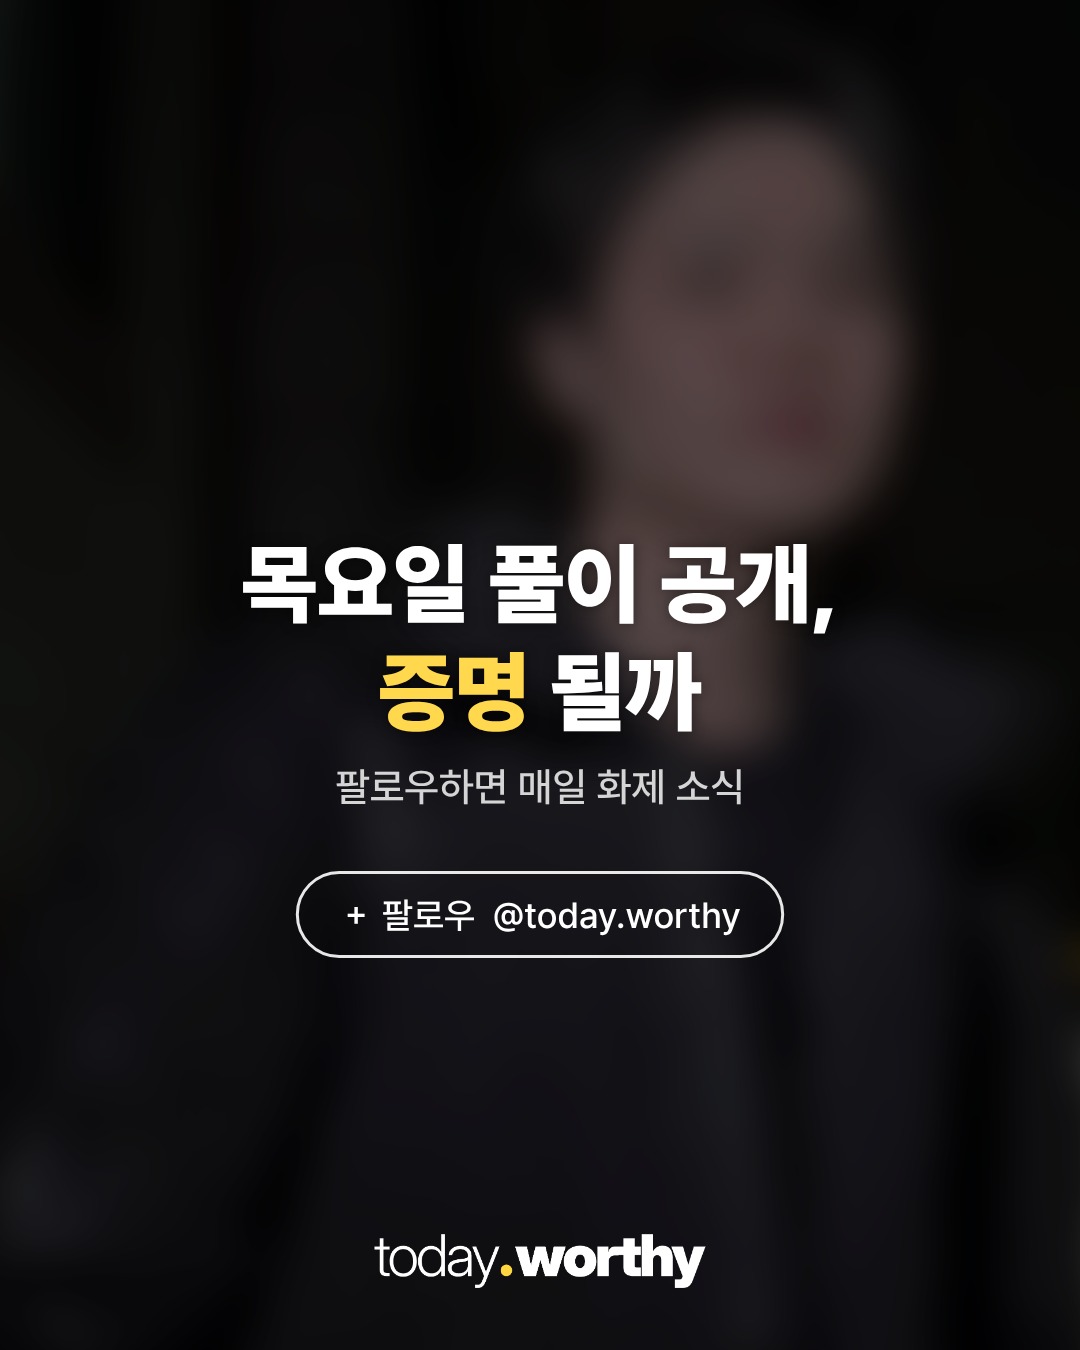 목요일 풀이 공개,
증명 될까
팔로우하면 매일 화제 소식
+ 팔로우 @today.worthy
today.worthy